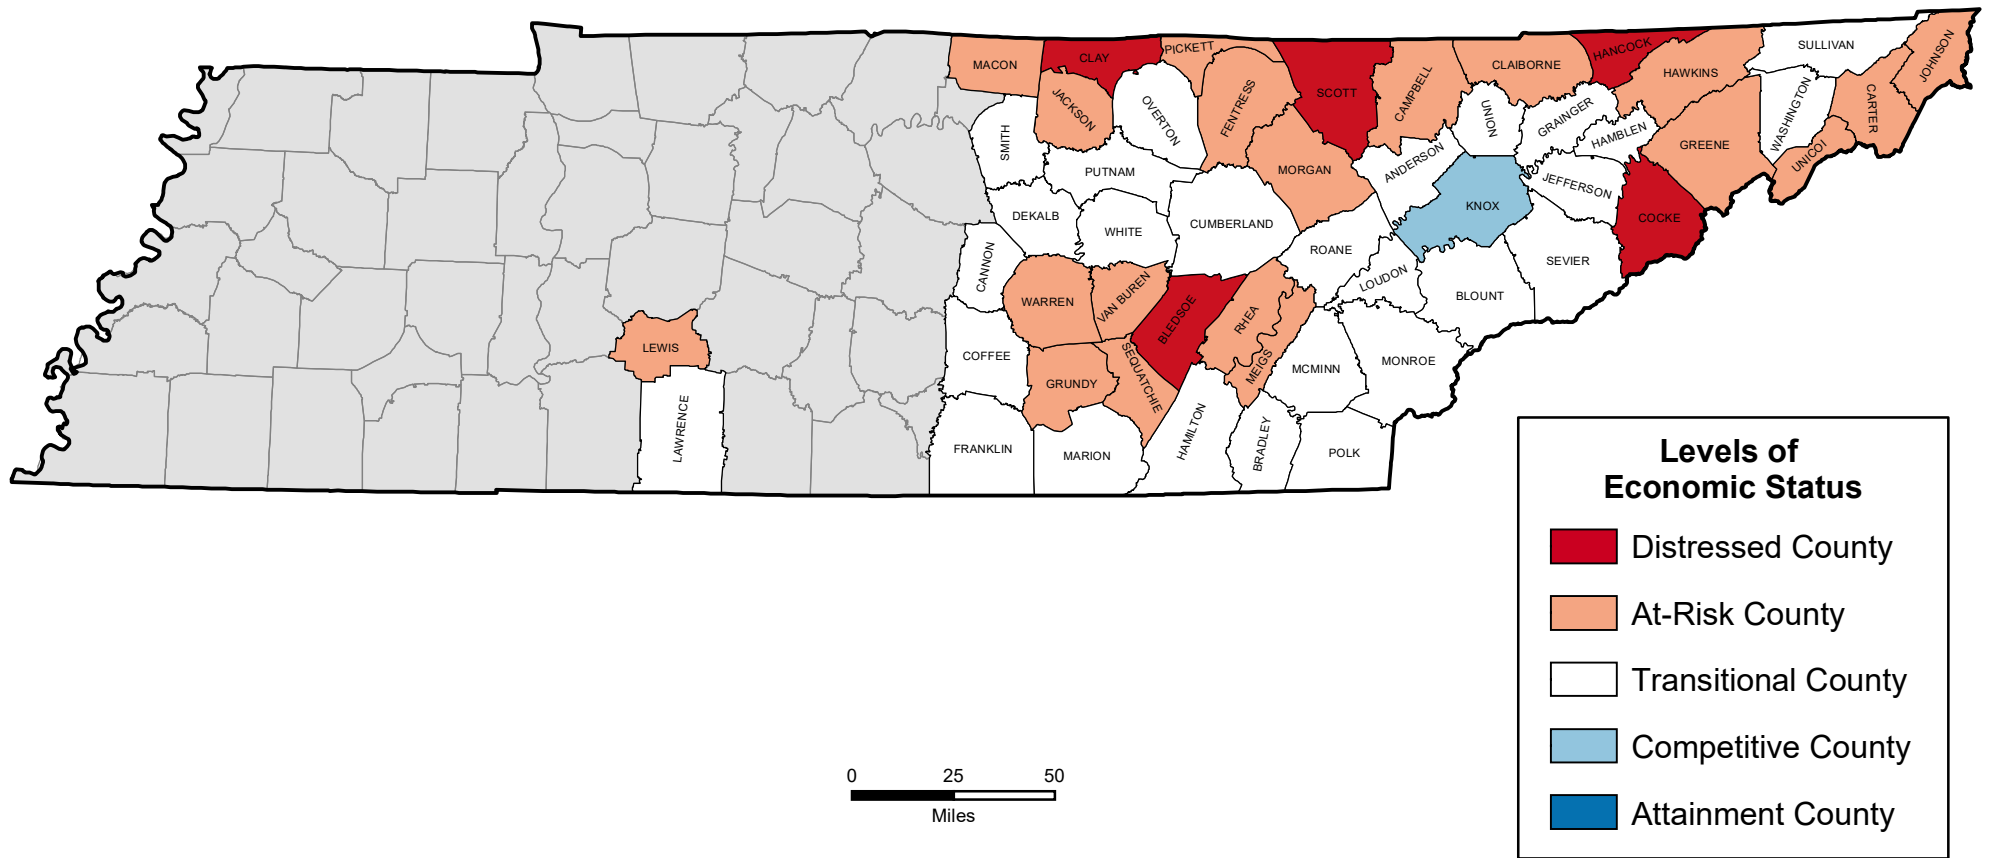 MACON
CLAY
PICKETT
SCOTT
CAMPBELL
CLAIBORNE
HANCOCK
HAWKINS
SULLIVAN
JOHNSON
JACKSON
OVERTON
FENTRESS
UNION
GRAINGER
HAMBLEN
GREENE
WASHINGTON
CARTER
UNICOI
SMITH
PUTNAM
MORGAN
ANDERSON
JEFFERSON
COCKE
DEKALB
WHITE
CUMBERLAND
ROANE
KNOX
SEVIER
CANNON
WARREN
VAN BUREN
BLEDSOE
RHEA
MEIGS
LOUDON
BLOUNT
LEWIS
COFFEE
GRUNDY
SEQUATCHIE
MCMINN
MONROE
LAWRENCE
FRANKLIN
MARION
HAMILTON
BRADLEY
POLK
Levels of
Economic Status
Distressed County
At-Risk County
Transitional County
Competitive County
Attainment County
0 25 50
Miles